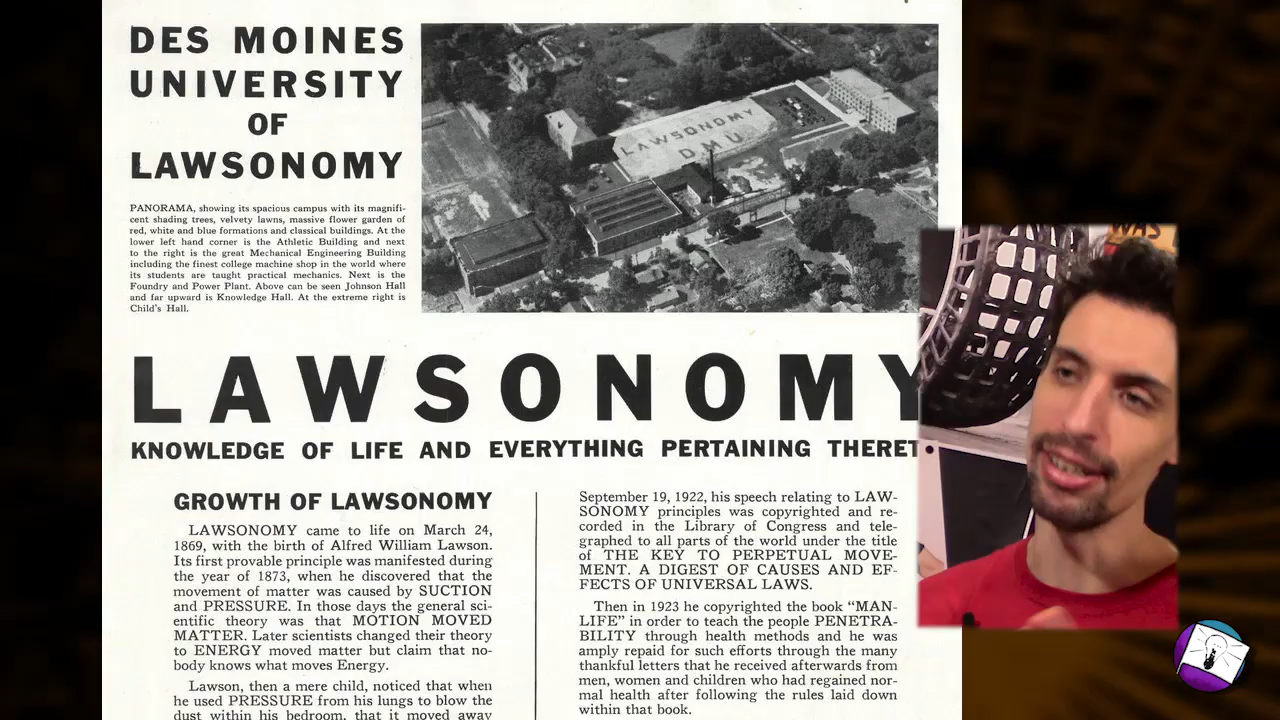 DES MOINES
UNIVERSITY
OF
LAWSONOMY
PANORAMA, showing its spacious campus with its magnifi-
cent shading trees, velvety lawns, massive flower garden of
red, white and blue formations and classical buildings. At the
lower left hand corner is the Athletic Building and next
to the right is the great Mechanical Engineering Building
including the finest college machine shop in the world where
its students are taught practical mechanics. Next is the
Foundry and Power Plant. Above can be seen Johnson Hall
and far upward is Knowledge Hall. At the extreme right is
Child's Hall.
LAWSONOMY
D M U
WAS
LAWSONOMY
KNOWLEDGE OF LIFE AND EVERYTHING PERTAINING THERET
GROWTH OF LAWSONOMY
LAWSONOMY came to life on March 24,
1869, with the birth of Alfred William Lawson.
Its first provable principle was manifested during
the year of 1873, when he discovered that the
movement of matter was caused by SUCTION
and PRESSURE. In those days the general sci-
entific theory was that MOTION MOVED
MATTER. Later scientists changed their theory
to ENERGY moved matter but claim that no-
body knows what moves Energy.
Lawson, then a mere child, noticed that when
he used PRESSURE from his lungs to blow the
dust within his bedroom, that it moved away
September 19, 1922, his speech relating to LAW-
SONOMY principles was copyrighted and re-
corded in the Library of Congress and tele-
graphed to all parts of the world under the title
of THE KEY TO PERPETUAL MOVE-
MENT. A DIGEST OF CAUSES AND EF-
FECTS OF UNIVERSAL LAWS.
Then in 1923 he copyrighted the book "MAN-
LIFE" in order to teach the people PENETRA-
BILITY through health methods and he was
amply repaid for such efforts through the many
thankful letters that he received afterwards from
men, women and children who had regained nor-
mal health after following the rules laid down
within that book.